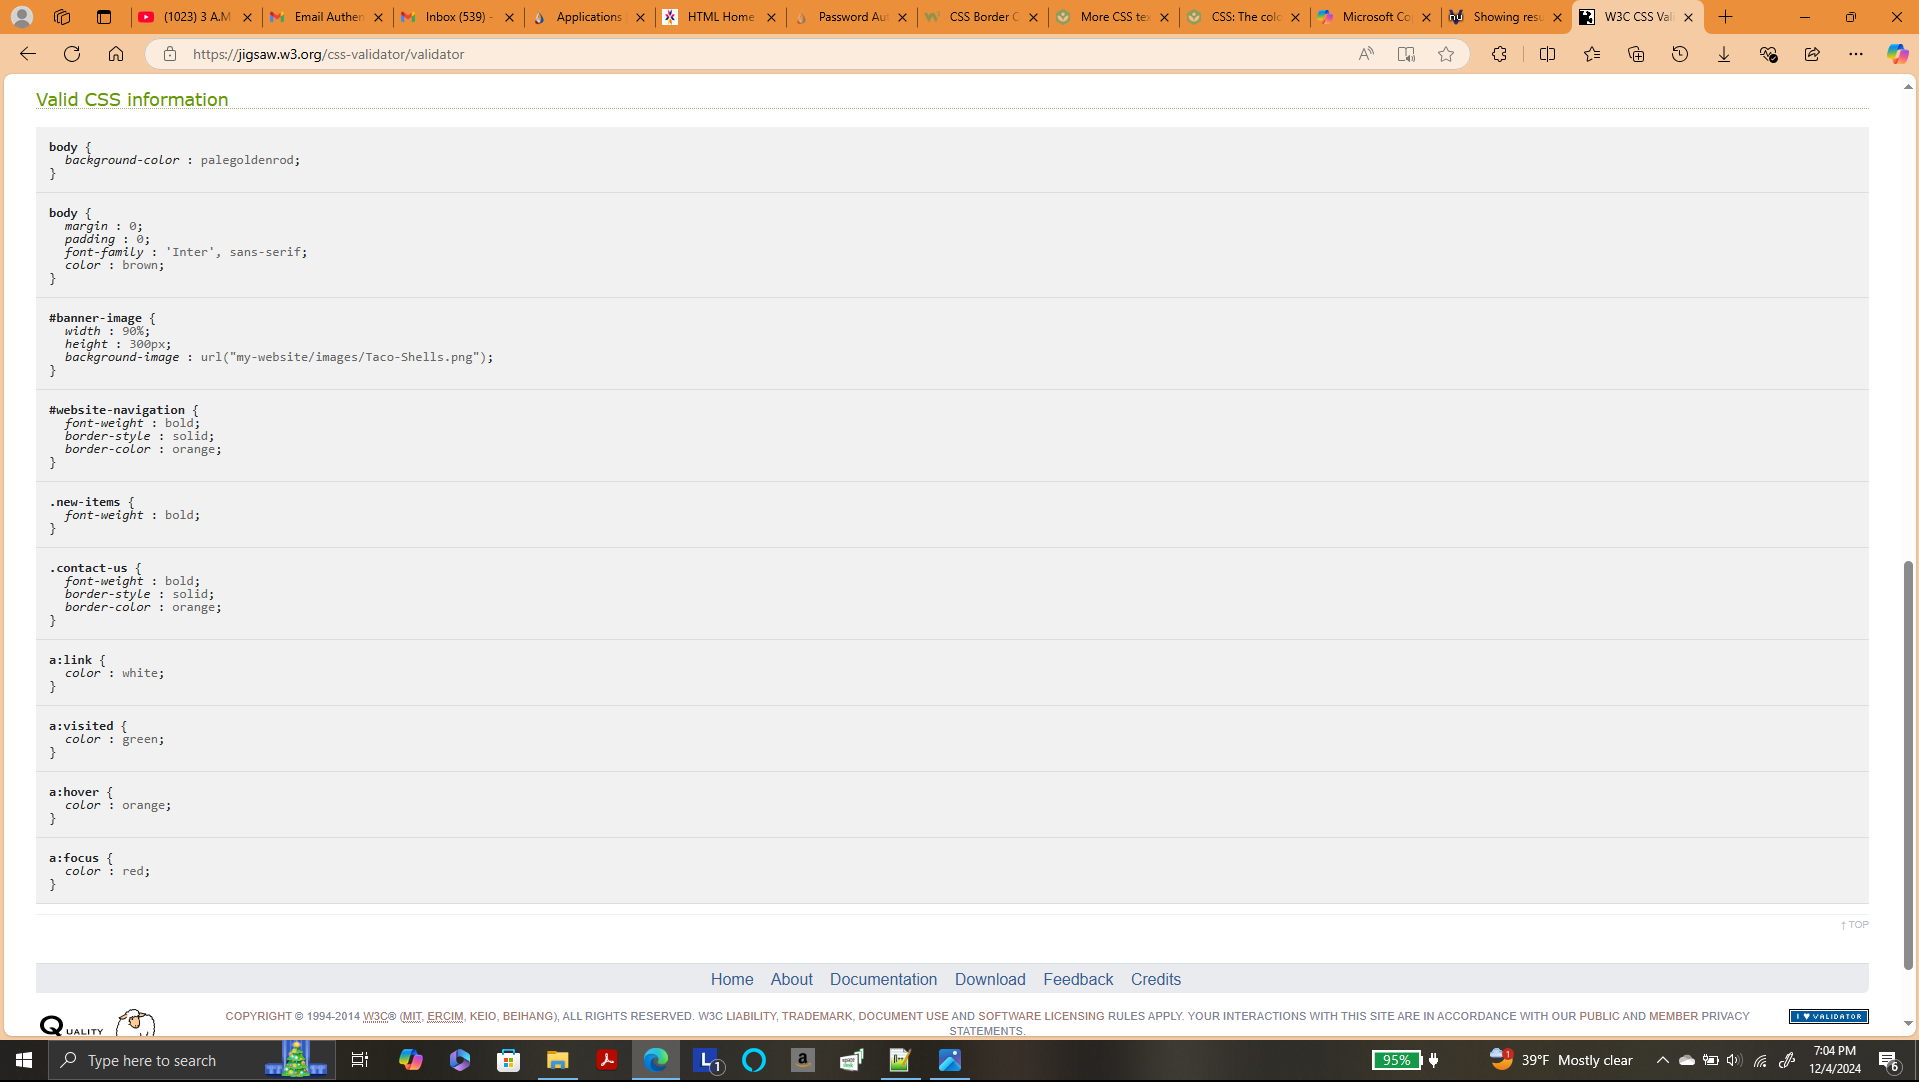 (1023) 3 A.M
Email Authen
Inbox (539) -
Applications
HTML Home
Password Aut
CSS Border C
More CSS tex
CSS: The colo
Microsoft Co
Showing resu
W3C CSS Vali
https://jigsaw.w3.org/css-validator/validator
Valid CSS information
body {
background-color : palegoldenrod;
}
body {
margin : 0;
padding : 0;
font-family : 'Inter', sans-serif;
color : brown;
}
#banner-image {
width : 90%;
height : 300px;
background-image : url("my-website/images/Taco-Shells.png");
}
#website-navigation {
font-weight : bold;
border-style : solid;
border-color : orange;
}
.new-items {
font-weight : bold;
}
.contact-us {
font-weight : bold;
border-style : solid;
border-color : orange;
}
a:link {
color : white;
}
a:visited {
color : green;
}
a:hover {
color : orange;
}
a:focus {
color : red;
}
↑ TOP
Home About Documentation Download Feedback Credits
QUALITY
COPYRIGHT © 1994-2014 W3C® (MIT, ERCIM, KEIO, BEIHANG), ALL RIGHTS RESERVED. W3C LIABILITY, TRADEMARK, DOCUMENT USE AND SOFTWARE LICENSING RULES APPLY. YOUR INTERACTIONS WITH THIS SITE ARE IN ACCORDANCE WITH OUR PUBLIC AND MEMBER PRIVACY
STATEMENTS.
I ♥ VALIDATOR
Type here to search
L 1
a
95%
1
39°F Mostly clear
7:04 PM
12/4/2024
6